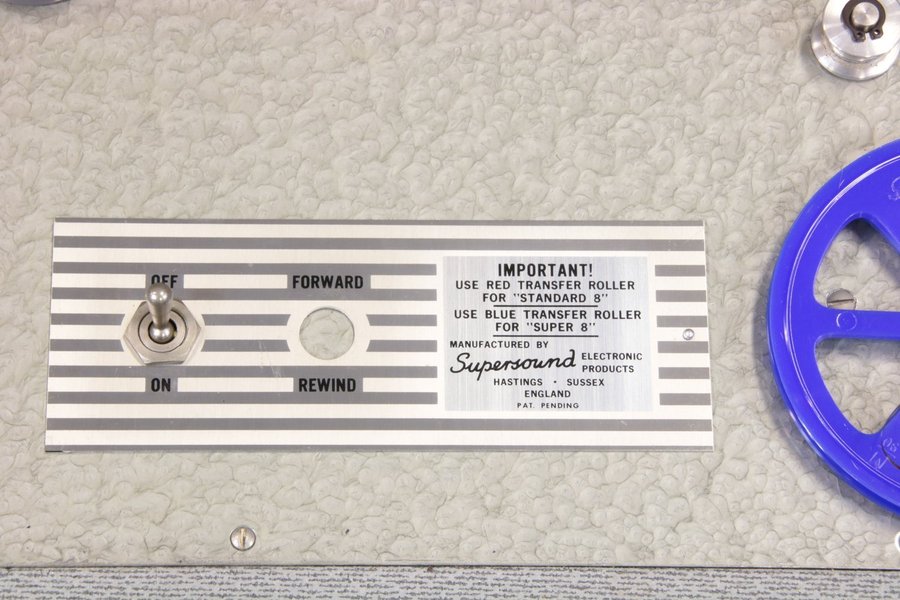 OFF
FORWARD
ON
REWIND
IMPORTANT!
USE RED TRANSFER ROLLER
FOR "STANDARD 8"
USE BLUE TRANSFER ROLLER
FOR "SUPER 8"
MANUFACTURED BY
Supersound ELECTRONIC
PRODUCTS
HASTINGS · SUSSEX
ENGLAND
PAT. PENDING